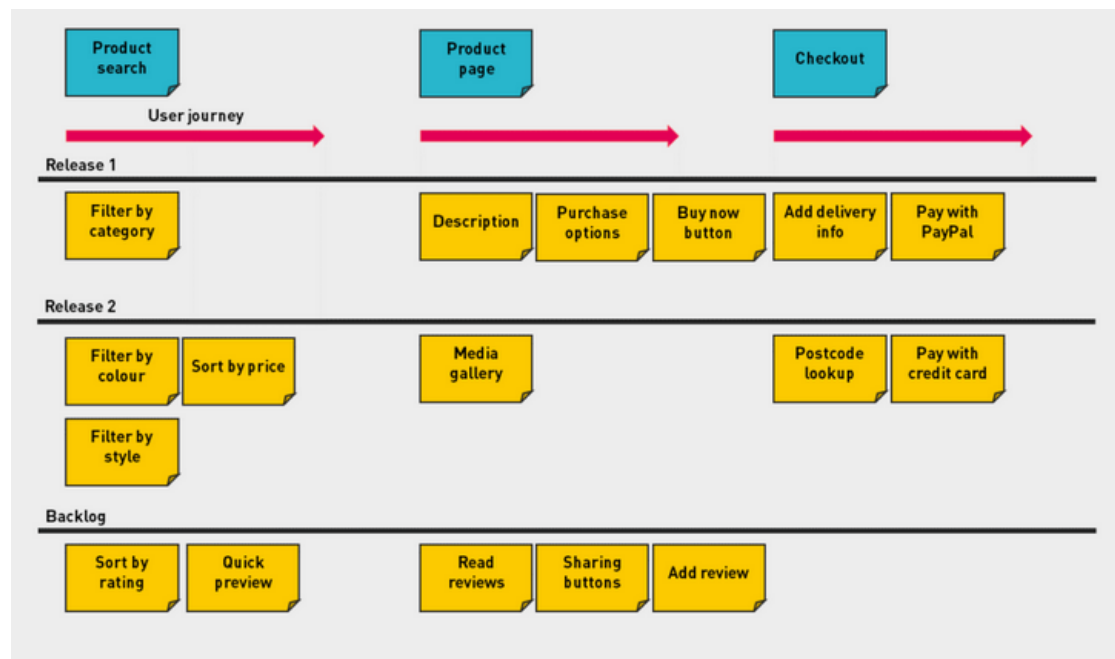 Product
search
Product
page
Checkout
User journey
Release 1
Filter by
category
Description
Purchase
options
Buy now
button
Add delivery
info
Pay with
PayPal
Release 2
Filter by
colour
Sort by price
Media
gallery
Postcode
lookup
Pay with
credit card
Filter by
style
Backlog
Sort by
rating
Quick
preview
Read
reviews
Sharing
buttons
Add review